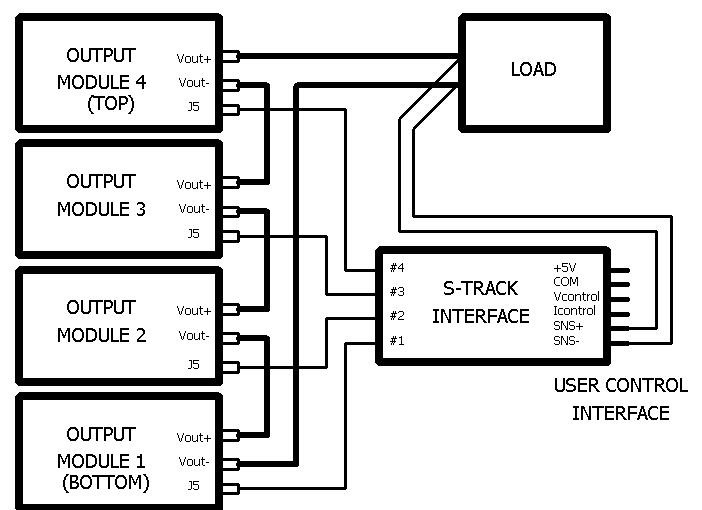 OUTPUT
MODULE 4
(TOP)
Vout+
Vout-
J5
LOAD
OUTPUT
MODULE 3
Vout+
Vout-
J5
OUTPUT
MODULE 2
Vout+
Vout-
J5
OUTPUT
MODULE 1
(BOTTOM)
Vout+
Vout-
J5
#4
#3
#2
#1
S-TRACK
INTERFACE
+5V
COM
Vcontrol
Icontrol
SNS+
SNS-
USER CONTROL
INTERFACE